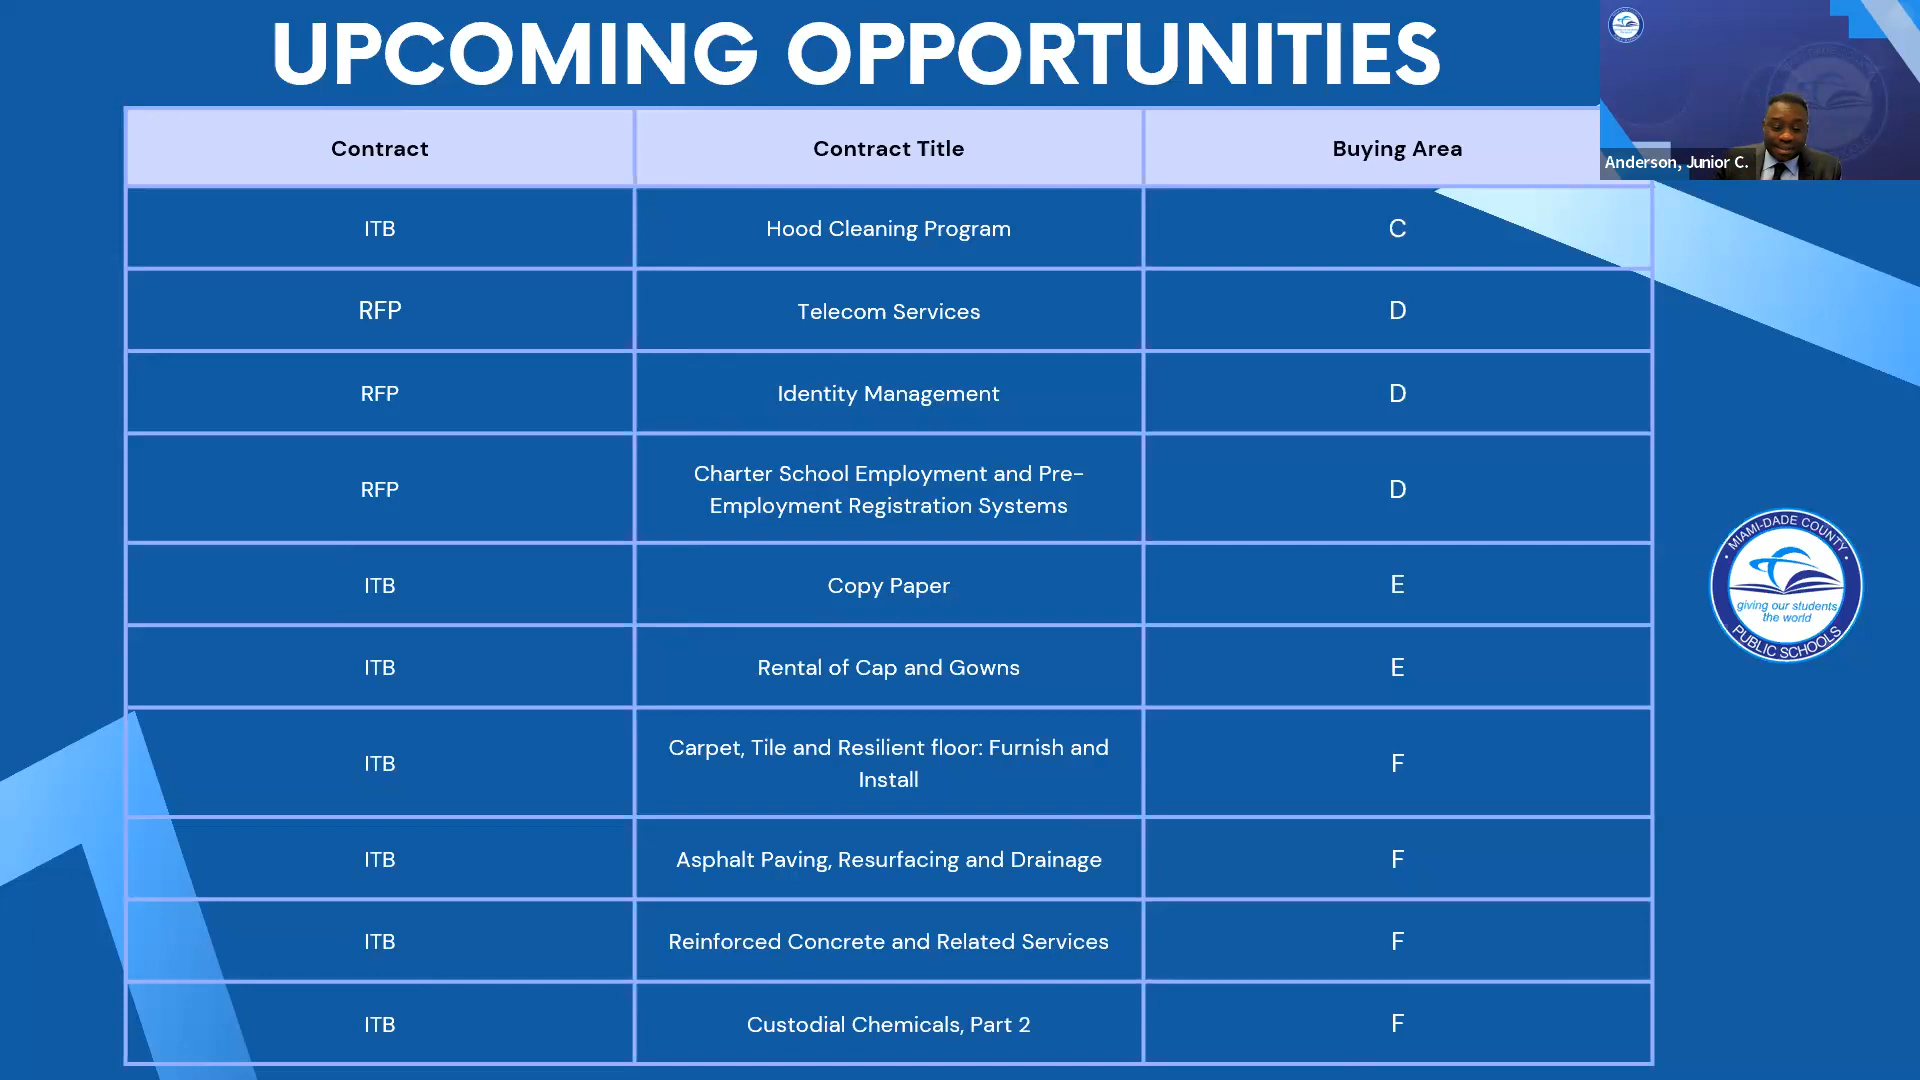 UPCOMING OPPORTUNITIES
Contract Contract Title Buying Area
Anderson, Junior C.
ITB Hood Cleaning Program C
RFP Telecom Services D
RFP Identity Management D
RFP Charter School Employment and Pre-
Employment Registration Systems D
ITB Copy Paper E
ITB Rental of Cap and Gowns E
ITB Carpet, Tile and Resilient floor: Furnish and
Install F
ITB Asphalt Paving, Resurfacing and Drainage F
ITB Reinforced Concrete and Related Services F
ITB Custodial Chemicals, Part 2 F
MIAMI-DADE COUNTY
giving our students
the world
PUBLIC SCHOOLS